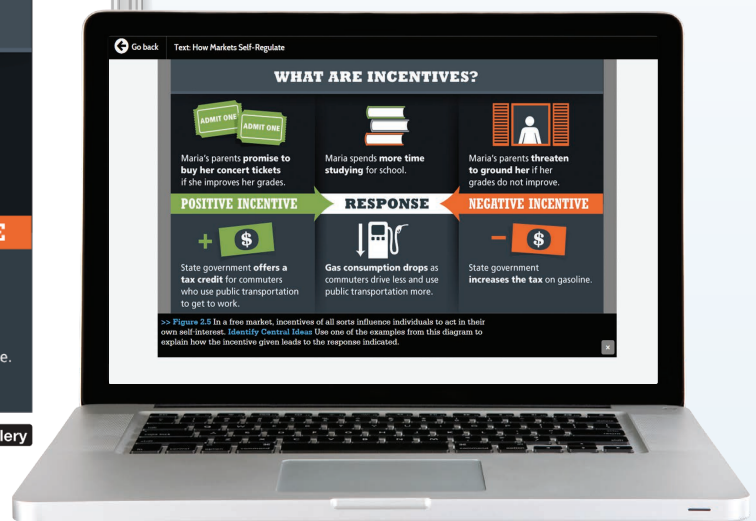 Go back
Text: How Markets Self-Regulate
WHAT ARE INCENTIVES?
ADMIT ONE
ADMIT ONE
Maria's parents promise to
buy her concert tickets
if she improves her grades.
Maria spends more time
studying for school.
Maria's parents threaten
to ground her if her
grades do not improve.
POSITIVE INCENTIVE
RESPONSE
NEGATIVE INCENTIVE
+ $
− $
State government offers a
tax credit for commuters
who use public transportation
to get to work.
Gas consumption drops as
commuters drive less and use
public transportation more.
State government
increases the tax on gasoline.
>> Figure 2.5 In a free market, incentives of all sorts influence individuals to act in their
own self-interest. Identify Central Ideas Use one of the examples from this diagram to
explain how the incentive given leads to the response indicated.
x
E
e.
lery